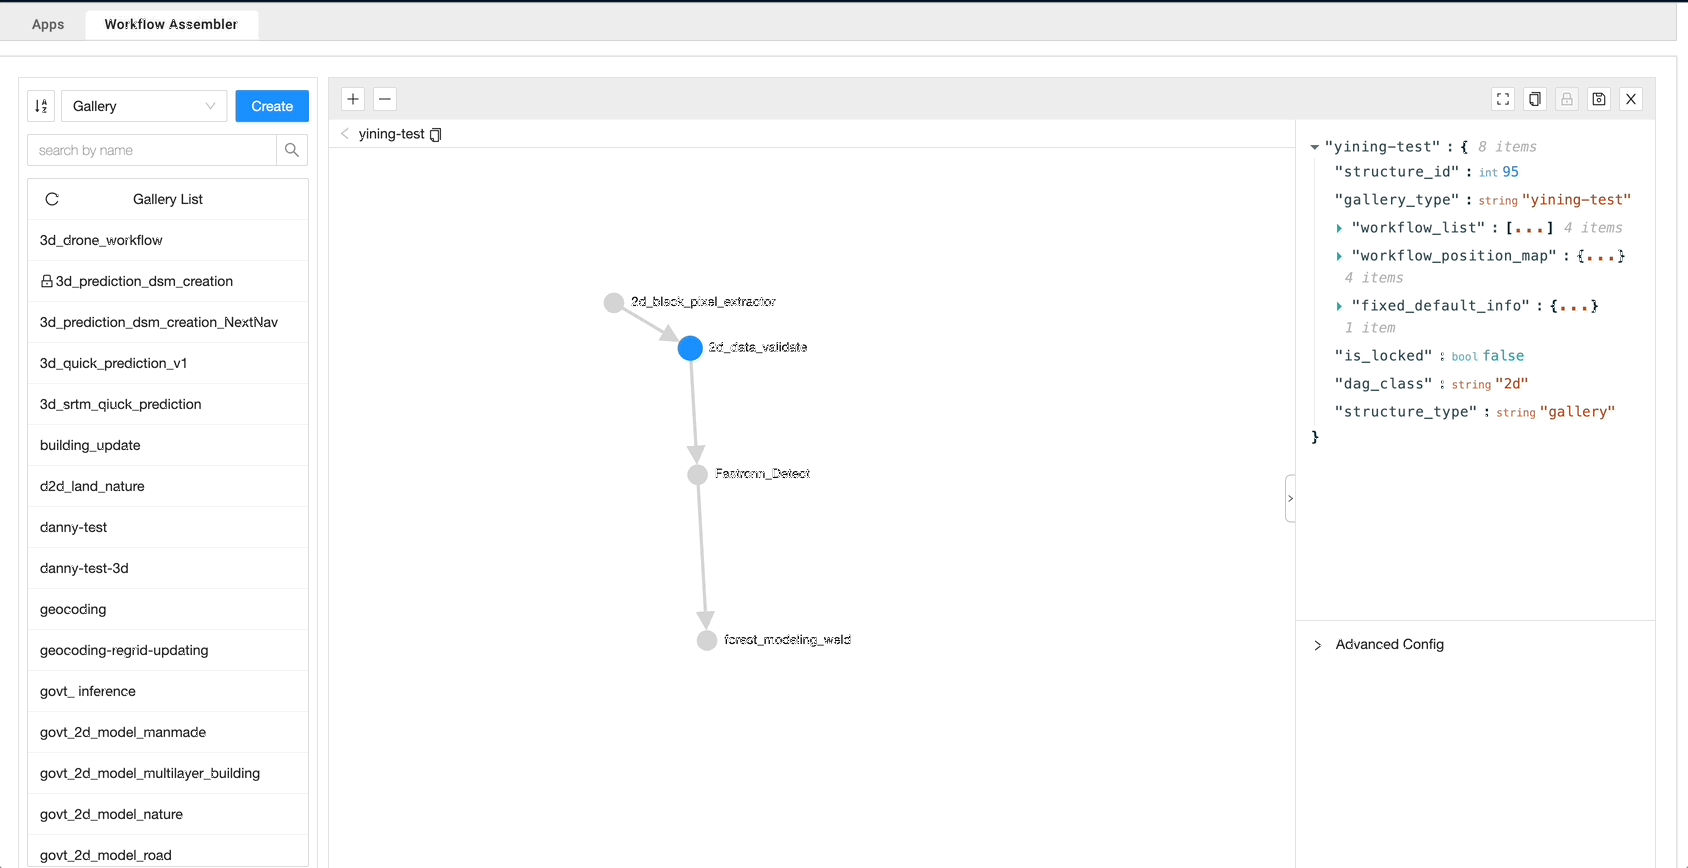 Apps
Workflow Assembler
Gallery
Create
search by name
Gallery List
3d_drone_workflow
3d_prediction_dsm_creation
3d_prediction_dsm_creation_NextNav
3d_quick_prediction_v1
3d_srtm_qiuck_prediction
building_update
d2d_land_nature
danny-test
danny-test-3d
geocoding
geocoding-regrid-updating
govt_ inference
govt_2d_model_manmade
govt_2d_model_multilayer_building
govt_2d_model_nature
govt_2d_model_road
yining-test
2d_black_pixel_extractor
2d_data_validate
Fastrcnn_Detect
forest_modeling_wald
"yining-test" : { 8 items
"structure_id" : int 95
"gallery_type" : string "yining-test"
"workflow_list" : [...] 4 items
"workflow_position_map" : {...}
4 items
"fixed_default_info" : {...}
1 item
"is_locked" : bool false
"dag_class" : string "2d"
"structure_type" : string "gallery"
}
Advanced Config